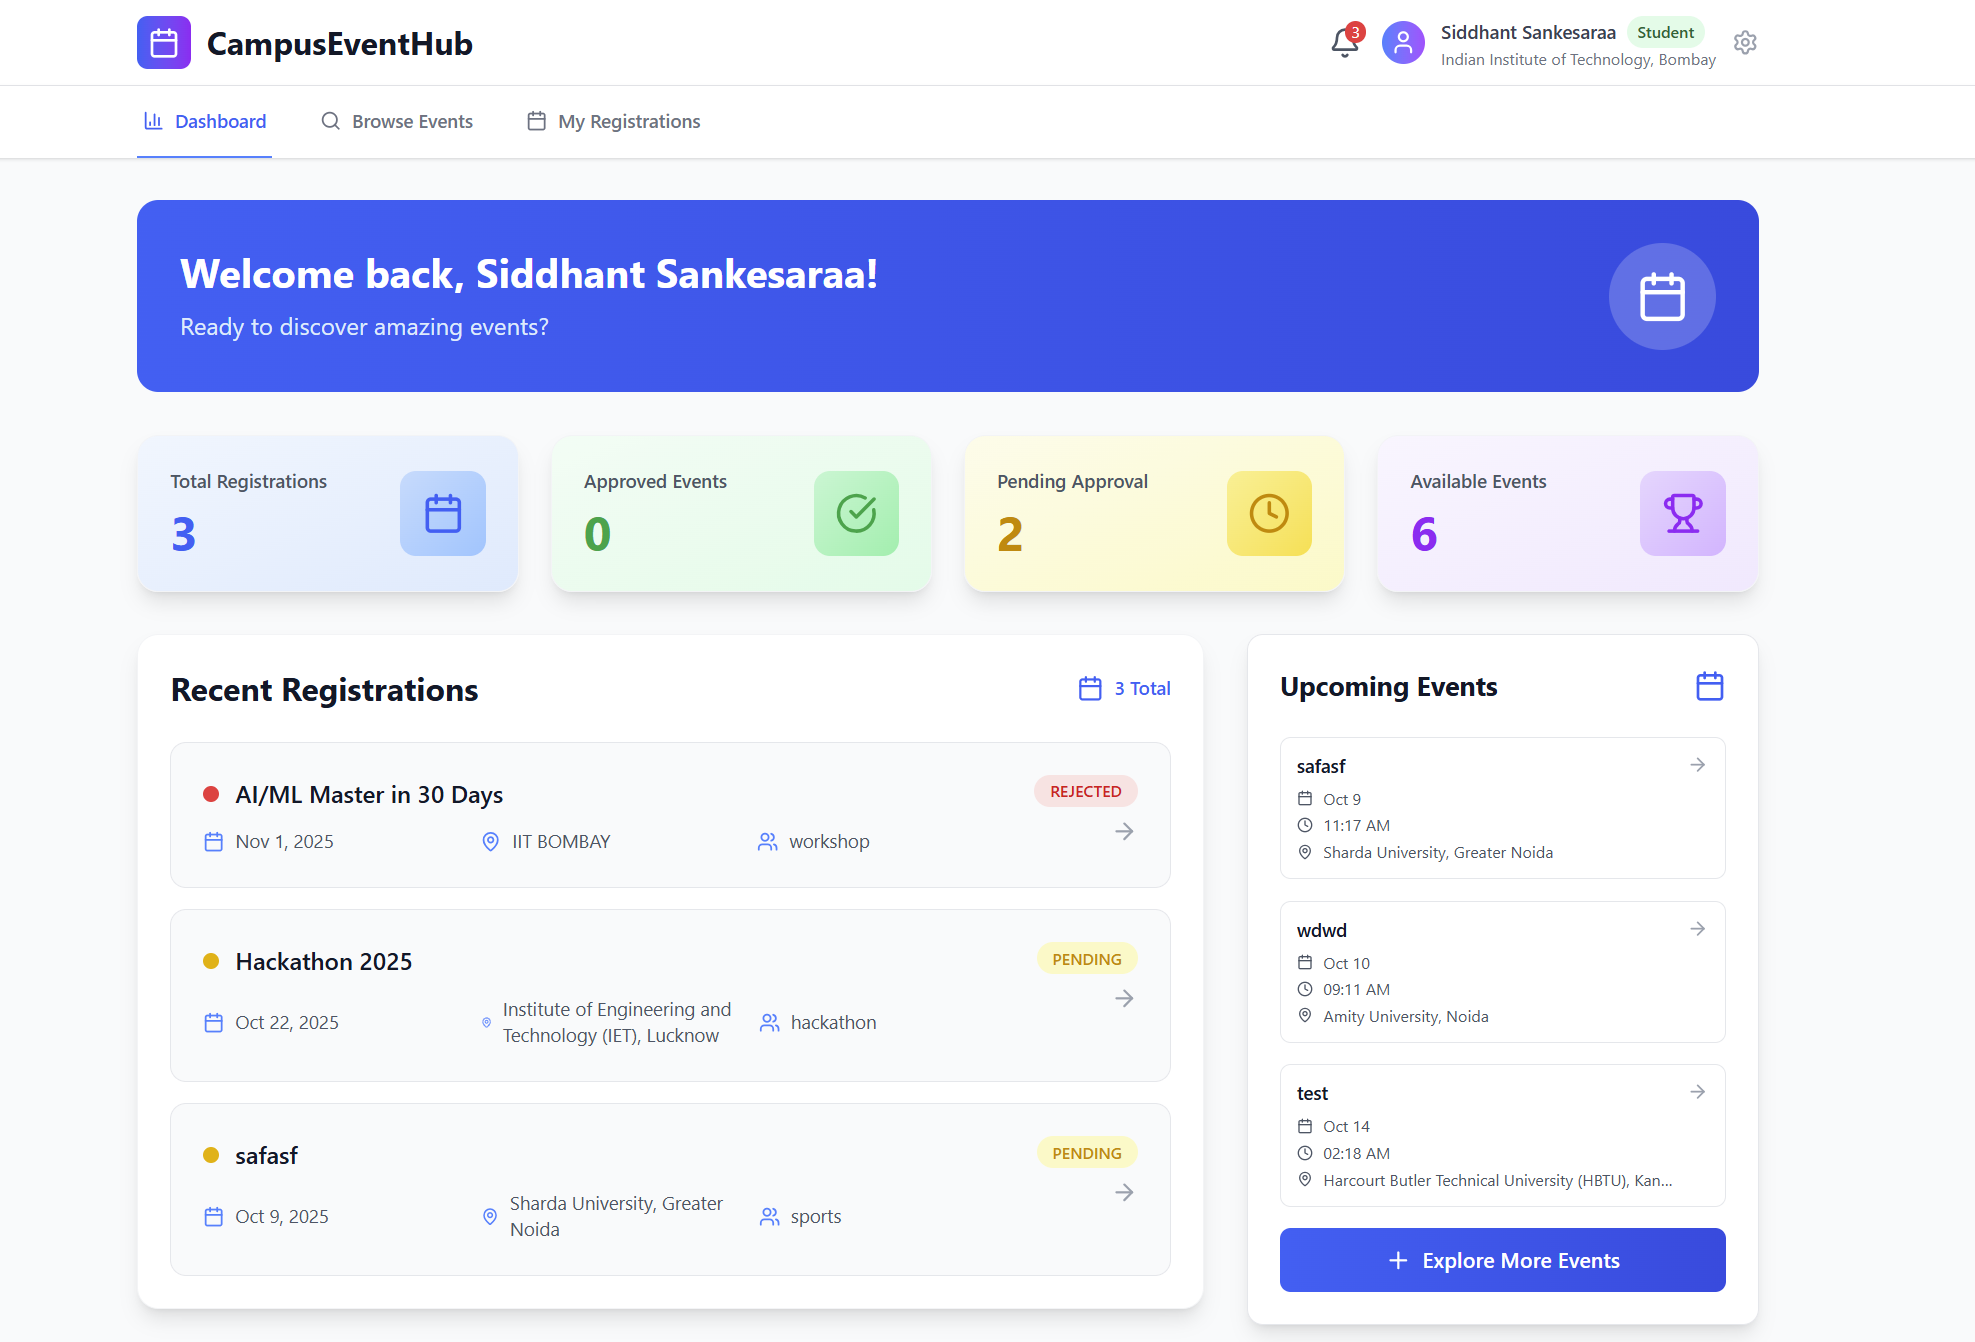 CampusEventHub
3
Siddhant Sankesaraa
Student
Indian Institute of Technology, Bombay
Dashboard
Browse Events
My Registrations
Welcome back, Siddhant Sankesaraa!
Ready to discover amazing events?
Total Registrations
3
Approved Events
0
Pending Approval
2
Available Events
6
Recent Registrations
3 Total
AI/ML Master in 30 Days
REJECTED
Nov 1, 2025
IIT BOMBAY
workshop
Hackathon 2025
PENDING
Oct 22, 2025
Institute of Engineering and
Technology (IET), Lucknow
hackathon
safasf
PENDING
Oct 9, 2025
Sharda University, Greater
Noida
sports
Upcoming Events
safasf
Oct 9
11:17 AM
Sharda University, Greater Noida
wdwd
Oct 10
09:11 AM
Amity University, Noida
test
Oct 14
02:18 AM
Harcourt Butler Technical University (HBTU), Kan...
Explore More Events